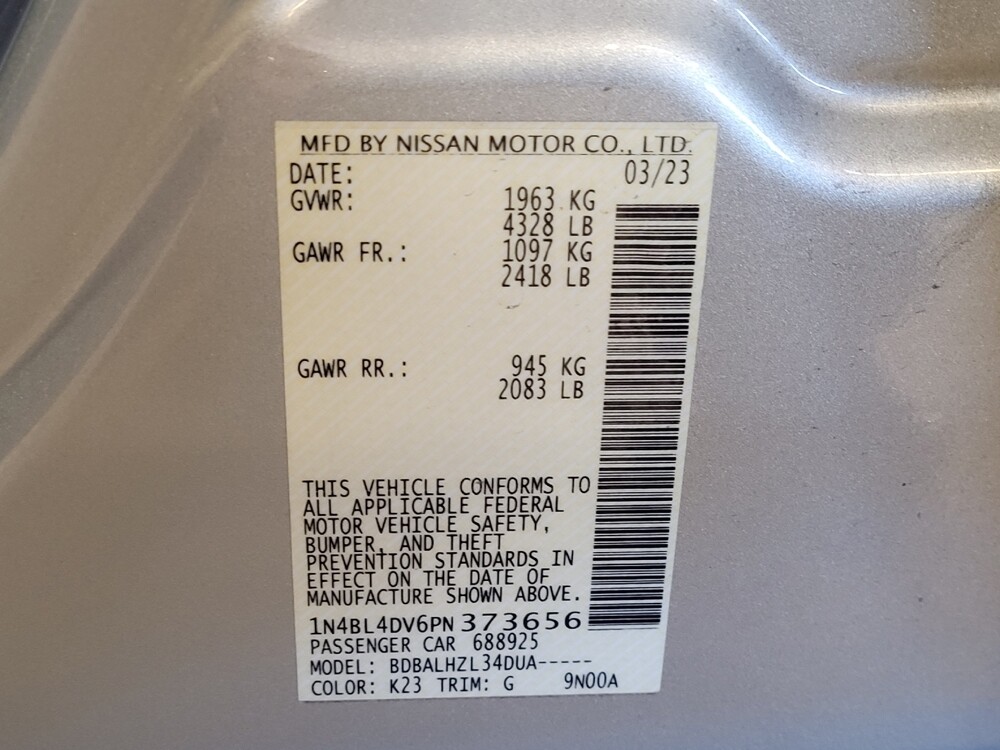 MFD BY NISSAN MOTOR CO., LTD.
DATE: 03/23
GVWR: 1963 KG
4328 LB
GAWR FR.: 1097 KG
2418 LB
GAWR RR.: 945 KG
2083 LB
THIS VEHICLE CONFORMS TO
ALL APPLICABLE FEDERAL
MOTOR VEHICLE SAFETY,
BUMPER, AND THEFT
PREVENTION STANDARDS IN
EFFECT ON THE DATE OF
MANUFACTURE SHOWN ABOVE.
1N4BL4DV6PN373656
PASSENGER CAR 688925
MODEL: BDBALHZL34DUA-----
COLOR: K23 TRIM: G 9N00A